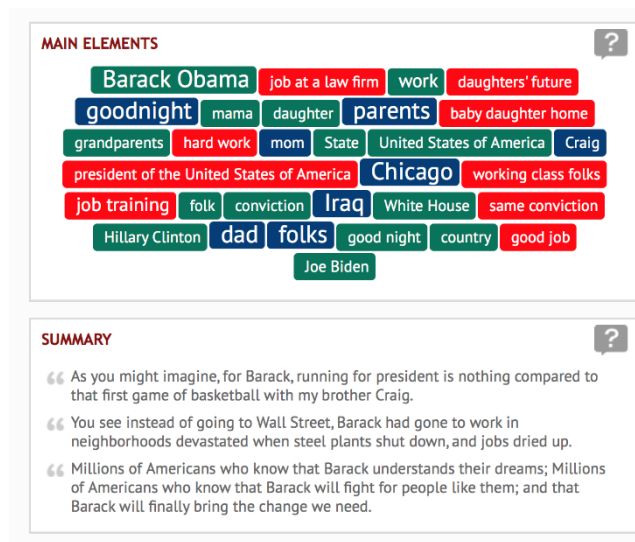 MAIN ELEMENTS
?
Barack Obama job at a law firm work daughters' future
goodnight mama daughter parents baby daughter home
grandparents hard work mom State United States of America Craig
president of the United States of America Chicago working class folks
job training folk conviction Iraq White House same conviction
Hillary Clinton dad folks good night country good job
Joe Biden
SUMMARY
?
“ As you might imagine, for Barack, running for president is nothing compared to
that first game of basketball with my brother Craig.
“ You see instead of going to Wall Street, Barack had gone to work in
neighborhoods devastated when steel plants shut down, and jobs dried up.
“ Millions of Americans who know that Barack understands their dreams; Millions
of Americans who know that Barack will fight for people like them; and that
Barack will finally bring the change we need.